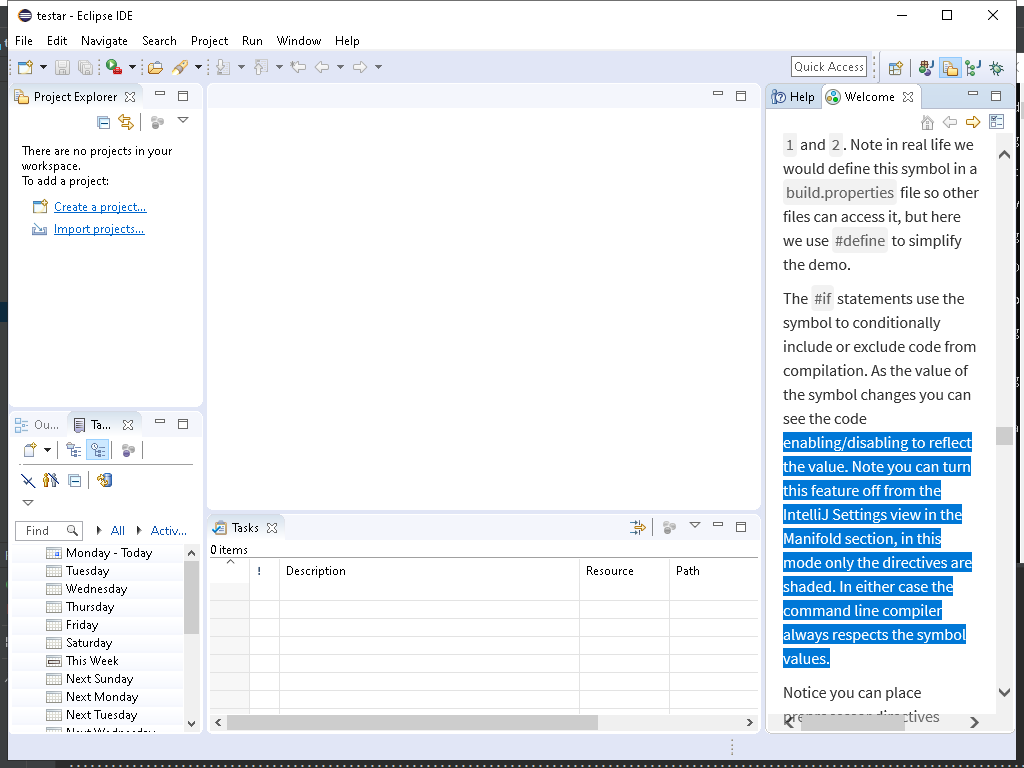 testar - Eclipse IDE
File Edit Navigate Search Project Run Window Help
Quick Access
Project Explorer
There are no projects in your
workspace.
To add a project:
Create a project...
Import projects...
Ou... Ta...
Find All Activ...
Monday - Today
Tuesday
Wednesday
Thursday
Friday
Saturday
This Week
Next Sunday
Next Monday
Next Tuesday
Next Wednesday
Tasks
0 items
! Description Resource Path
Help Welcome
1 and 2. Note in real life we
would define this symbol in a
build.properties file so other
files can access it, but here
we use #define to simplify
the demo.
The #if statements use the
symbol to conditionally
include or exclude code from
compilation. As the value of
the symbol changes you can
see the code
enabling/disabling to reflect
the value. Note you can turn
this feature off from the
IntelliJ Settings view in the
Manifold section, in this
mode only the directives are
shaded. In either case the
command line compiler
always respects the symbol
values.
Notice you can place
preprocessor directives